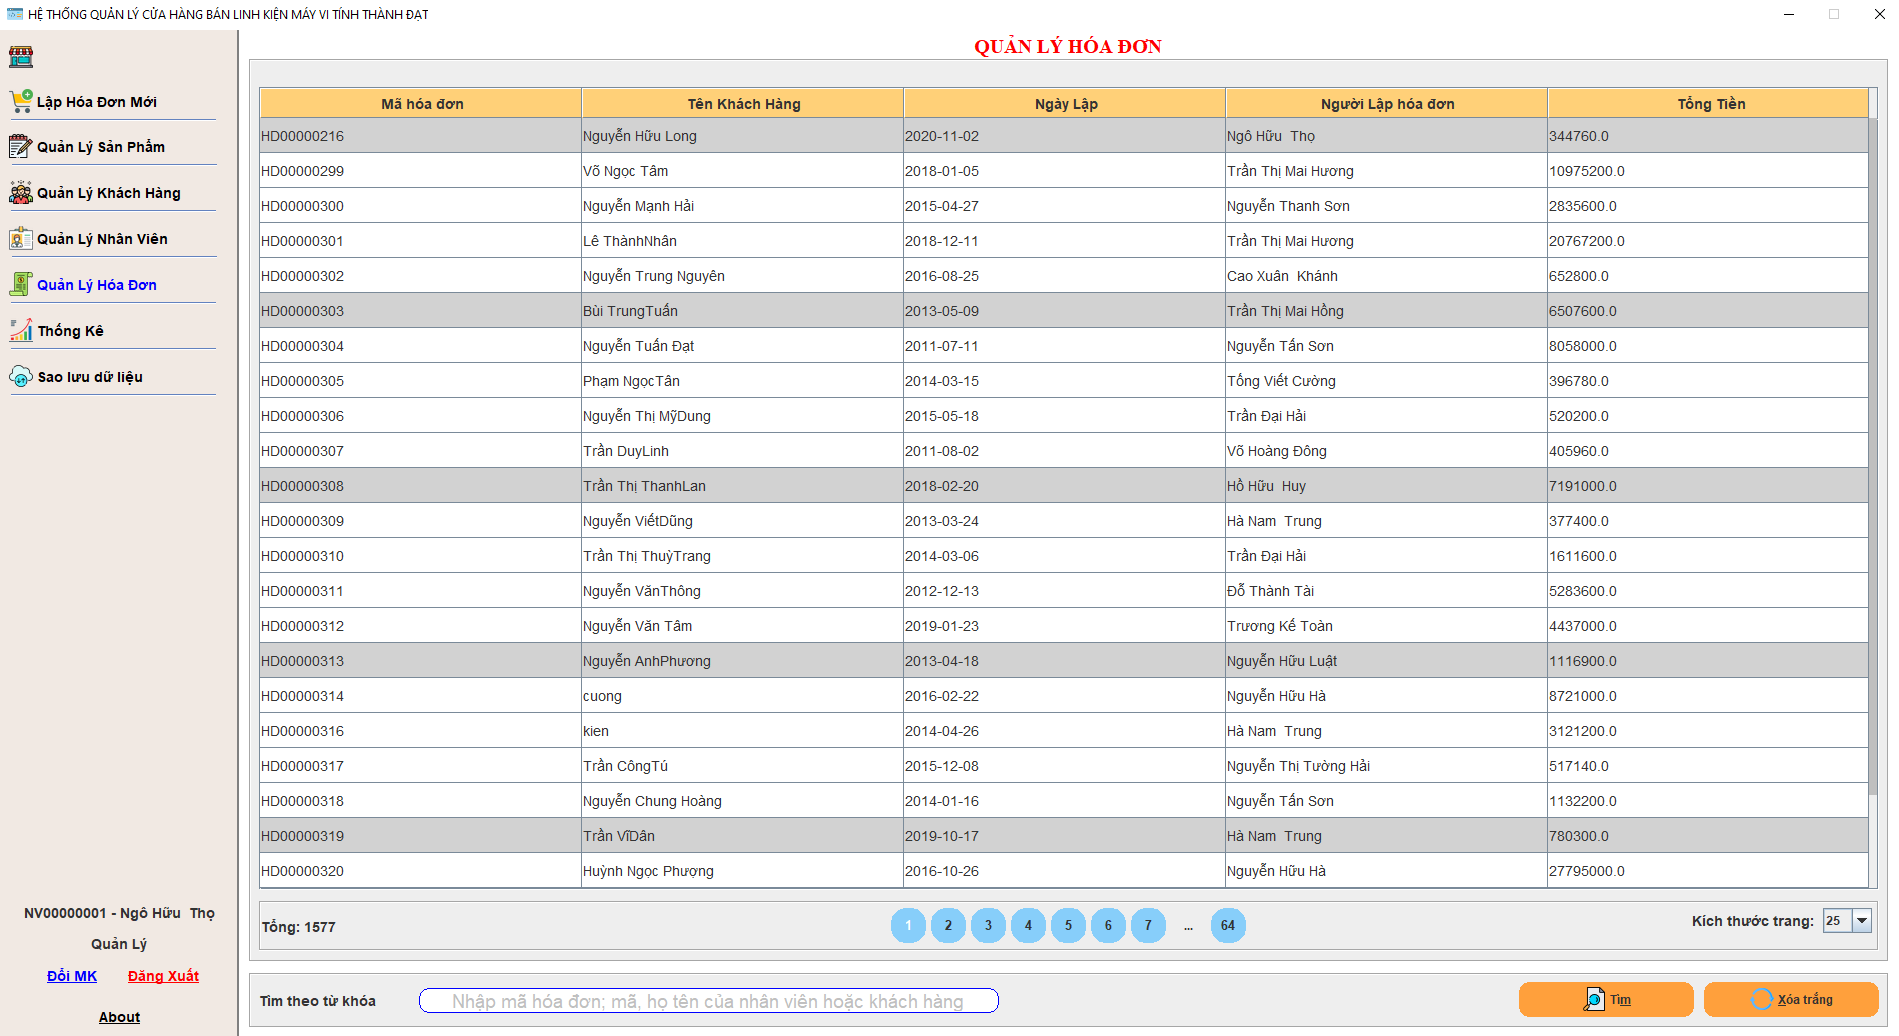 HỆ THỐNG QUẢN LÝ CỬA HÀNG BÁN LINH KIỆN MÁY VI TÍNH THÀNH ĐẠT
Lập Hóa Đơn Mới
Quản Lý Sản Phẩm
Quản Lý Khách Hàng
Quản Lý Nhân Viên
Quản Lý Hóa Đơn
Thống Kê
Sao lưu dữ liệu
NV00000001 - Ngô Hữu  Thọ
Quản Lý
Đổi MK Đăng Xuất
About
QUẢN LÝ HÓA ĐƠN
Mã hóa đơn Tên Khách Hàng Ngày Lập Người Lập hóa đơn Tổng Tiền
HD00000216 Nguyễn Hữu Long 2020-11-02 Ngô Hữu  Thọ 344760.0
HD00000299 Võ Ngọc Tâm 2018-01-05 Trần Thị Mai Hương 10975200.0
HD00000300 Nguyễn Mạnh Hải 2015-04-27 Nguyễn Thanh Sơn 2835600.0
HD00000301 Lê ThànhNhân 2018-12-11 Trần Thị Mai Hương 20767200.0
HD00000302 Nguyễn Trung Nguyên 2016-08-25 Cao Xuân  Khánh 652800.0
HD00000303 Bùi TrungTuấn 2013-05-09 Trần Thị Mai Hồng 6507600.0
HD00000304 Nguyễn Tuấn Đạt 2011-07-11 Nguyễn Tấn Sơn 8058000.0
HD00000305 Phạm NgọcTân 2014-03-15 Tống Viết Cường 396780.0
HD00000306 Nguyễn Thị MỹDung 2015-05-18 Trần Đại Hải 520200.0
HD00000307 Trần DuyLinh 2011-08-02 Võ Hoàng Đông 405960.0
HD00000308 Trần Thị ThanhLan 2018-02-20 Hồ Hữu  Huy 7191000.0
HD00000309 Nguyễn ViếtDũng 2013-03-24 Hà Nam  Trung 377400.0
HD00000310 Trần Thị ThuỳTrang 2014-03-06 Trần Đại Hải 1611600.0
HD00000311 Nguyễn VănThông 2012-12-13 Đỗ Thành Tài 5283600.0
HD00000312 Nguyễn Văn Tâm 2019-01-23 Trương Kế Toàn 4437000.0
HD00000313 Nguyễn AnhPhương 2013-04-18 Nguyễn Hữu Luật 1116900.0
HD00000314 cuong 2016-02-22 Nguyễn Hữu Hà 8721000.0
HD00000316 kien 2014-04-26 Hà Nam  Trung 3121200.0
HD00000317 Trần CôngTú 2015-12-08 Nguyễn Thị Tường Hải 517140.0
HD00000318 Nguyễn Chung Hoàng 2014-01-16 Nguyễn Tấn Sơn 1132200.0
HD00000319 Trần VĩDân 2019-10-17 Hà Nam  Trung 780300.0
HD00000320 Huỳnh Ngọc Phượng 2016-10-26 Nguyễn Hữu Hà 27795000.0
Tổng: 1577 1 2 3 4 5 6 7 ... 64 Kích thước trang: 25
Tìm theo từ khóa Nhập mã hóa đơn; mã, họ tên của nhân viên hoặc khách hàng Tìm Xóa trắng